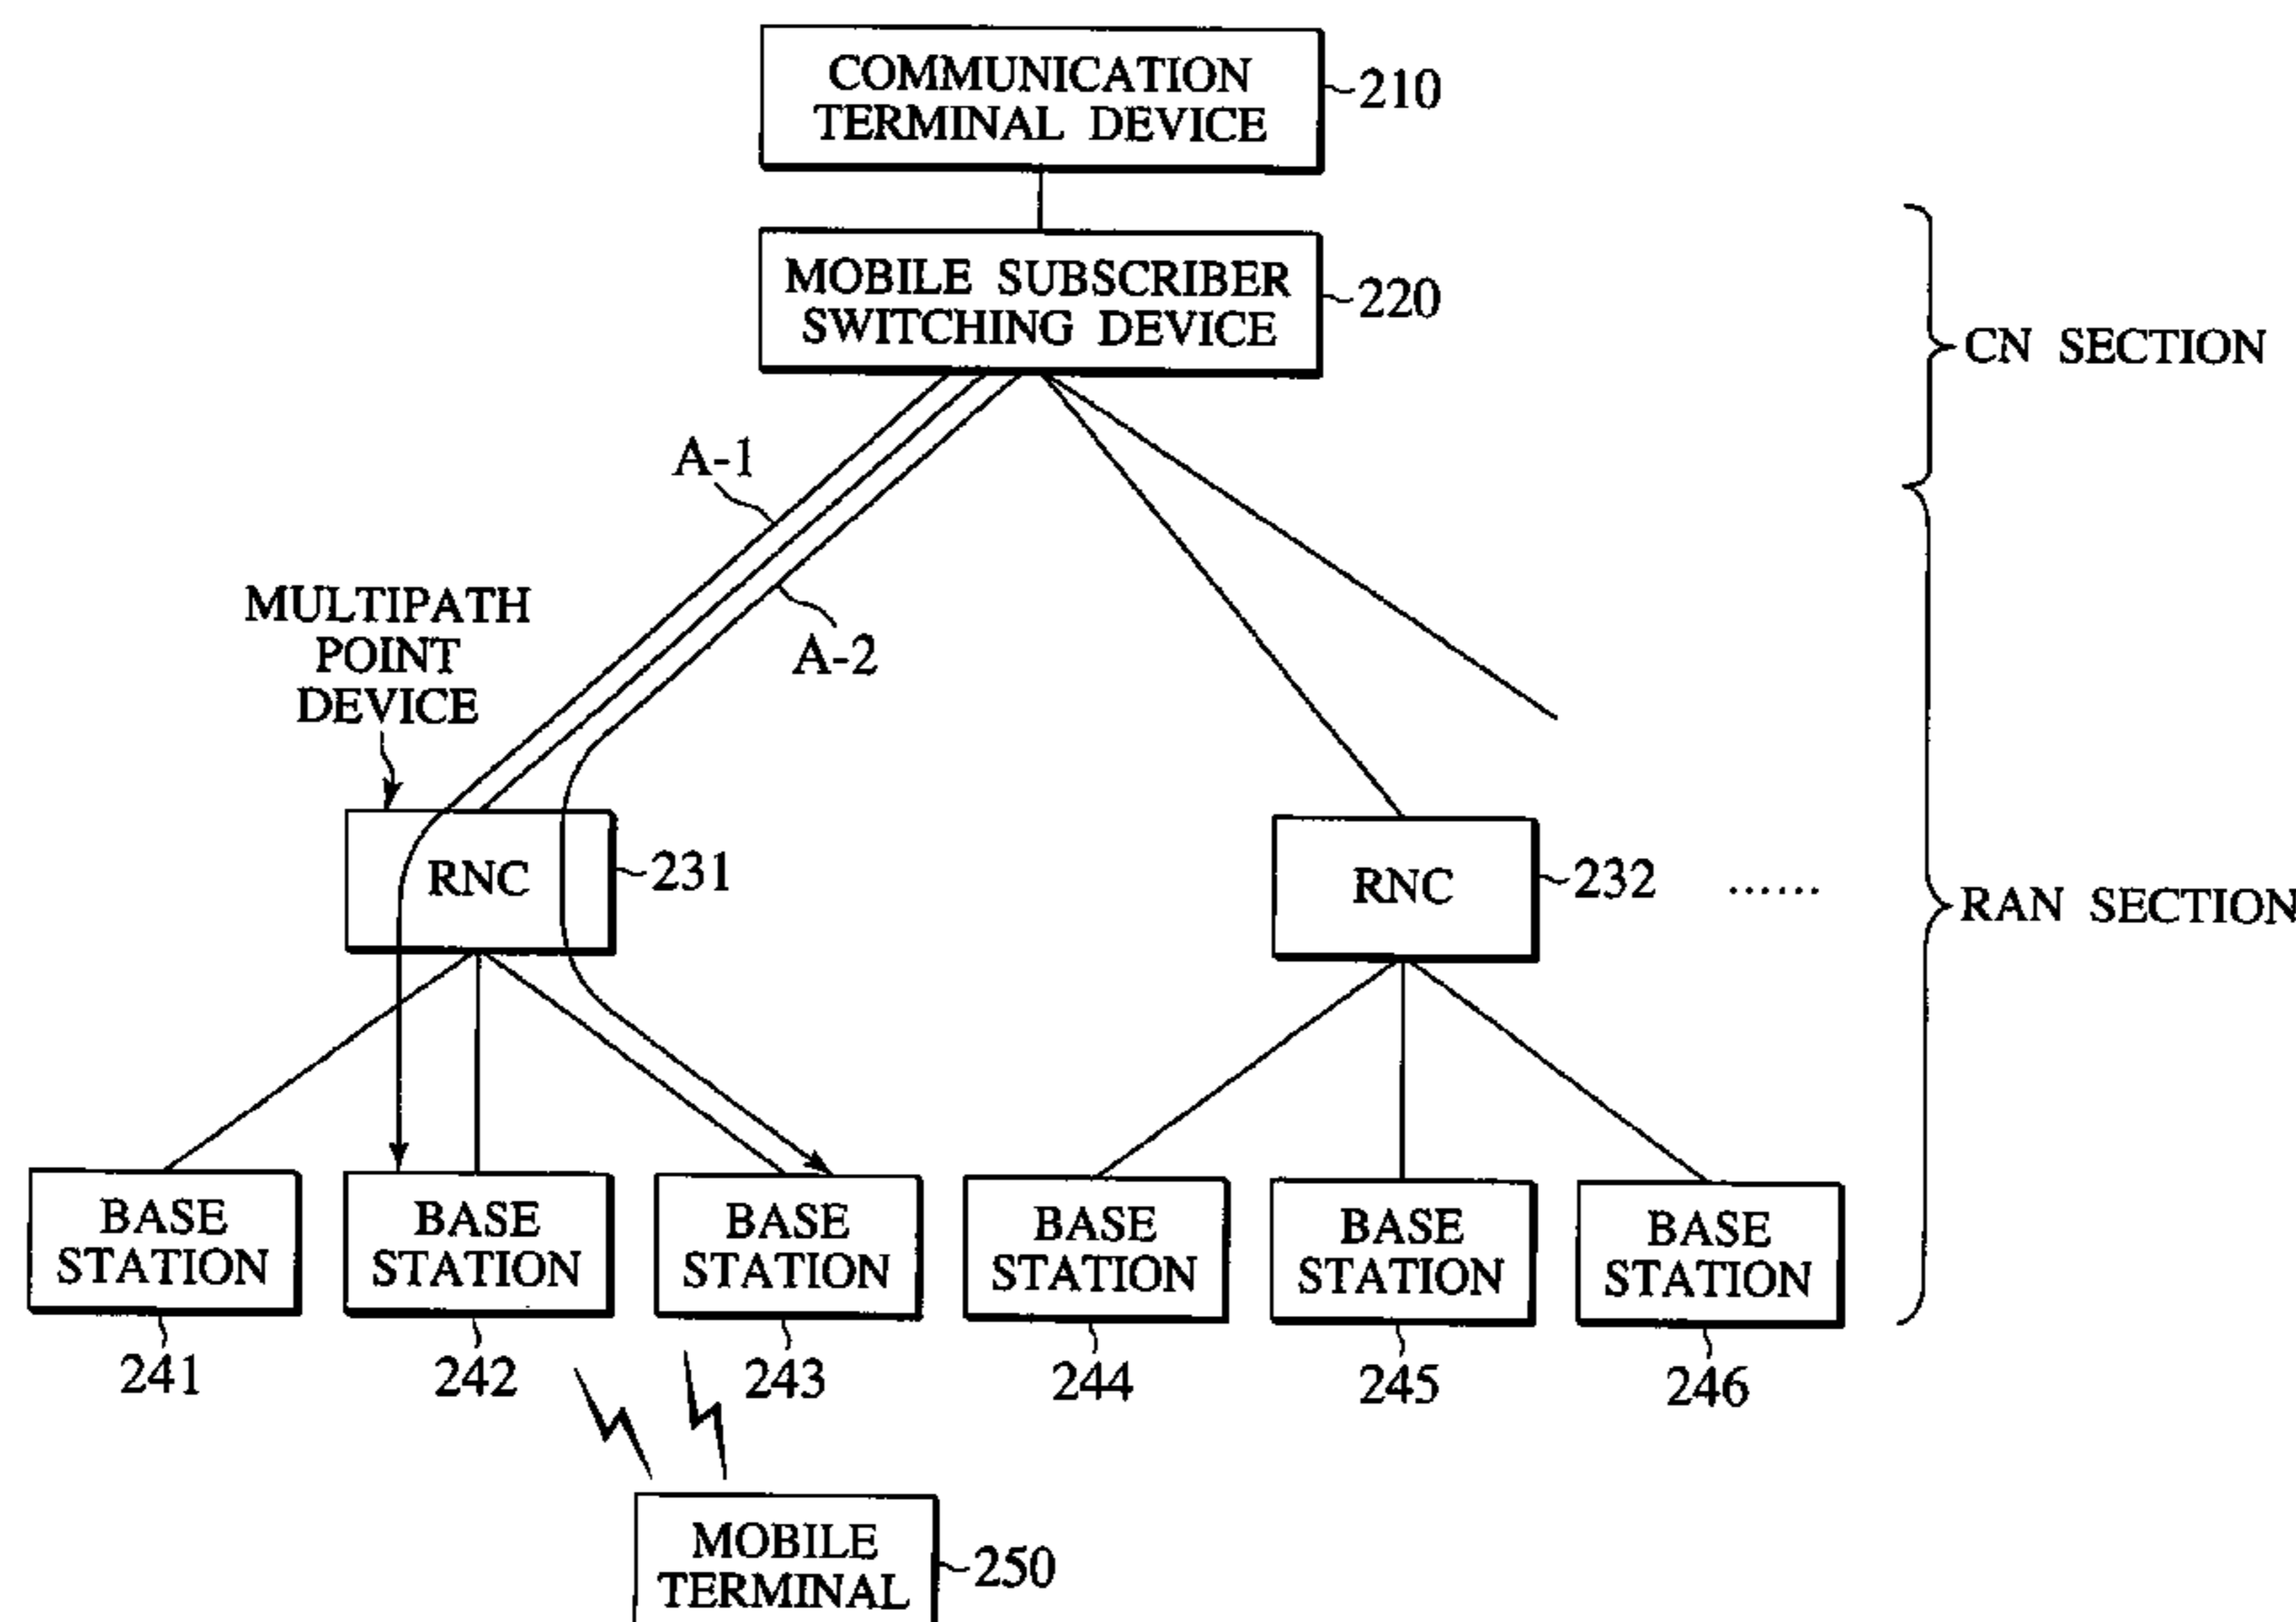 COMMUNICATION
TERMINAL DEVICE
210
MOBILE SUBSCRIBER
SWITCHING DEVICE
220
CN SECTION
A-1
A-2
MULTIPATH
POINT
DEVICE
RNC
231
RNC
232
......
RAN SECTION
BASE
STATION
241
BASE
STATION
242
BASE
STATION
243
BASE
STATION
244
BASE
STATION
245
BASE
STATION
246
MOBILE
TERMINAL
250